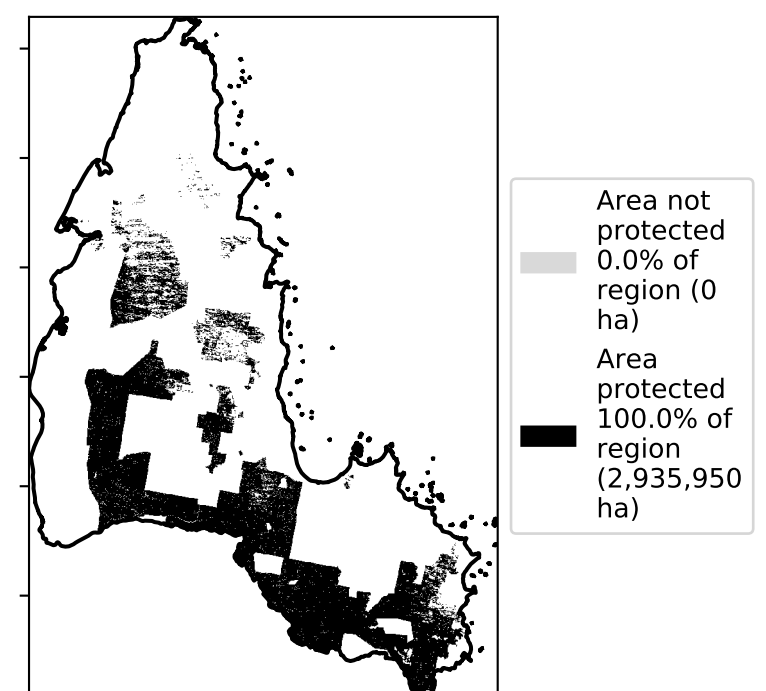 Area not
protected
0.0% of
region (0
ha)
Area
protected
100.0% of
region
(2,935,950
ha)